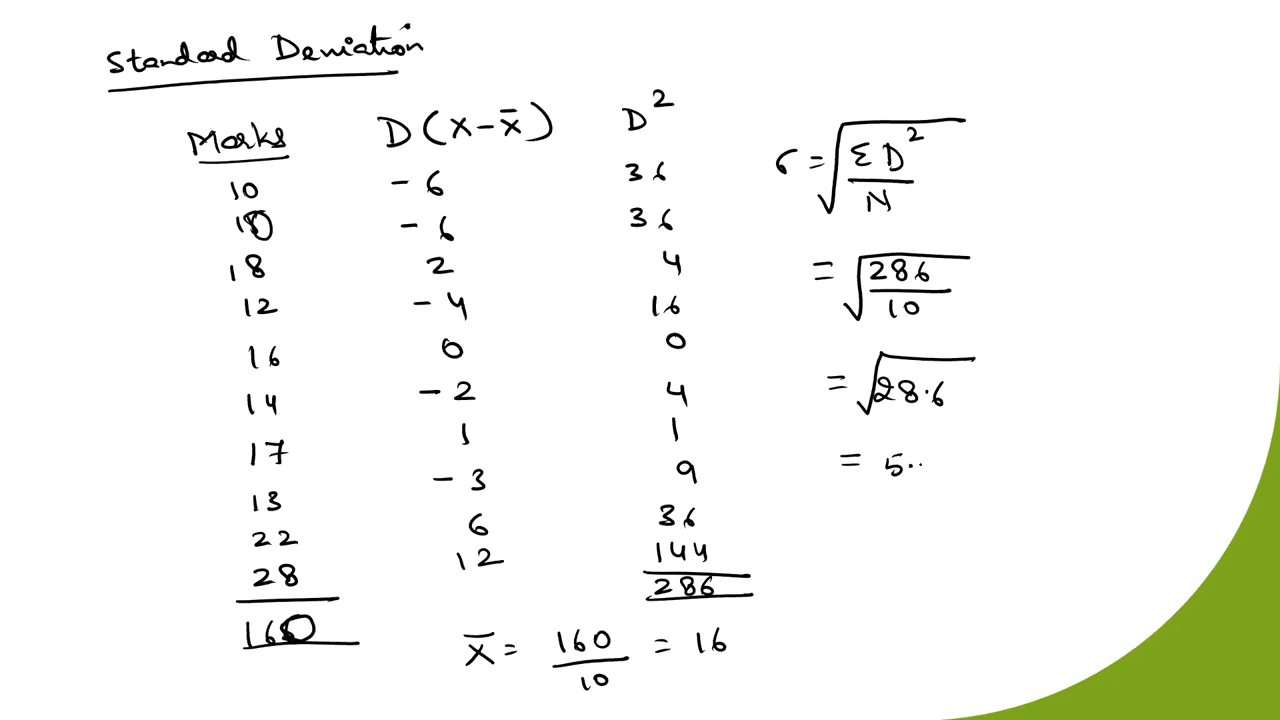 Standard Deviation
Marks D(X-X̄) D²
10 -6 36
10 -6 36
18 2 4
12 -4 16
16 0 0
14 -2 4
17 1 1
13 -3 9
22 6 36
28 12 144
160 286
X̄ = 160/10 = 16
σ = √(ΣD²/N)
= √(286/10)
= √28.6
= 5..